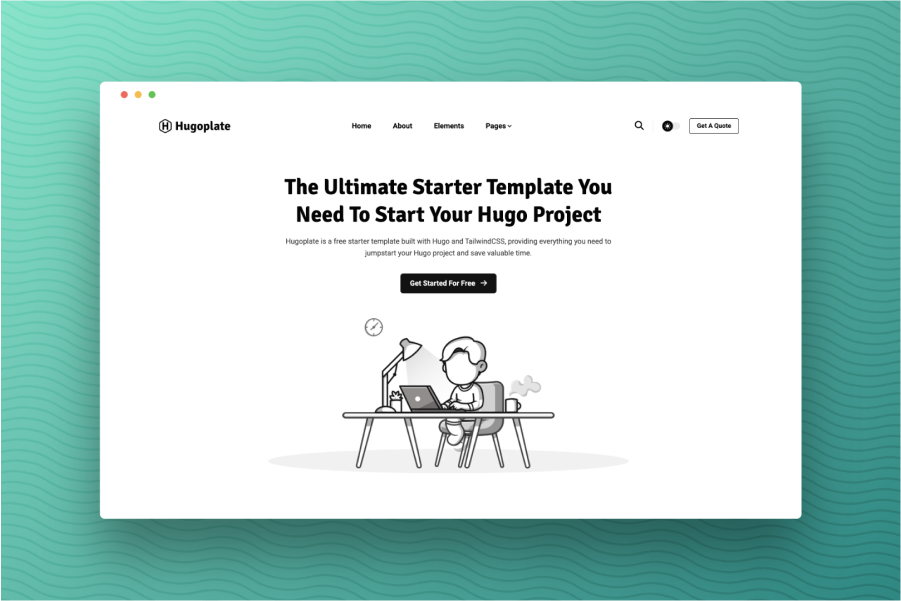 Hugoplate
Home About Elements Pages
Get A Quote
The Ultimate Starter Template You
Need To Start Your Hugo Project
Hugoplate is a free starter template built with Hugo and TailwindCSS, providing everything you need to
jumpstart your Hugo project and save valuable time.
Get Started For Free